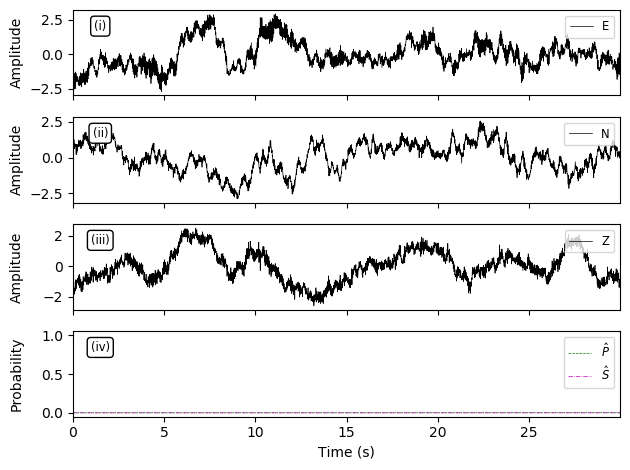 Amplitude
2.5
0.0
−2.5
(i)
E
Amplitude
2.5
0.0
−2.5
(ii)
N
Amplitude
2
0
−2
(iii)
Z
Probability
1.0
0.5
0.0
(iv)
P̂
Ŝ
0 5 10 15 20 25
Time (s)